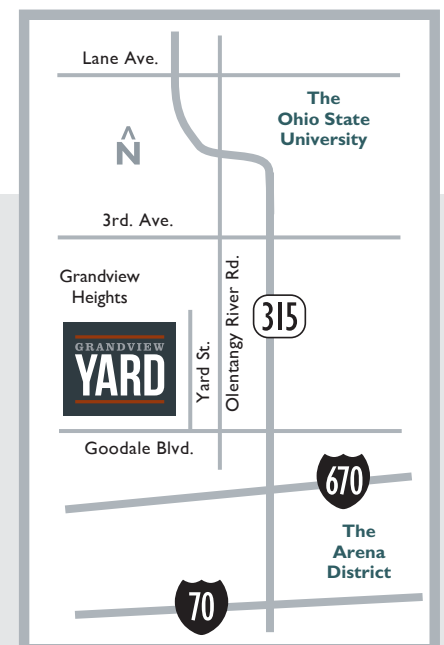 Lane Ave.
The
Ohio State
University
N
3rd. Ave.
Grandview
Heights
Olentangy River Rd.
315
GRANDVIEW
YARD
Yard St.
Goodale Blvd.
670
The
Arena
District
70